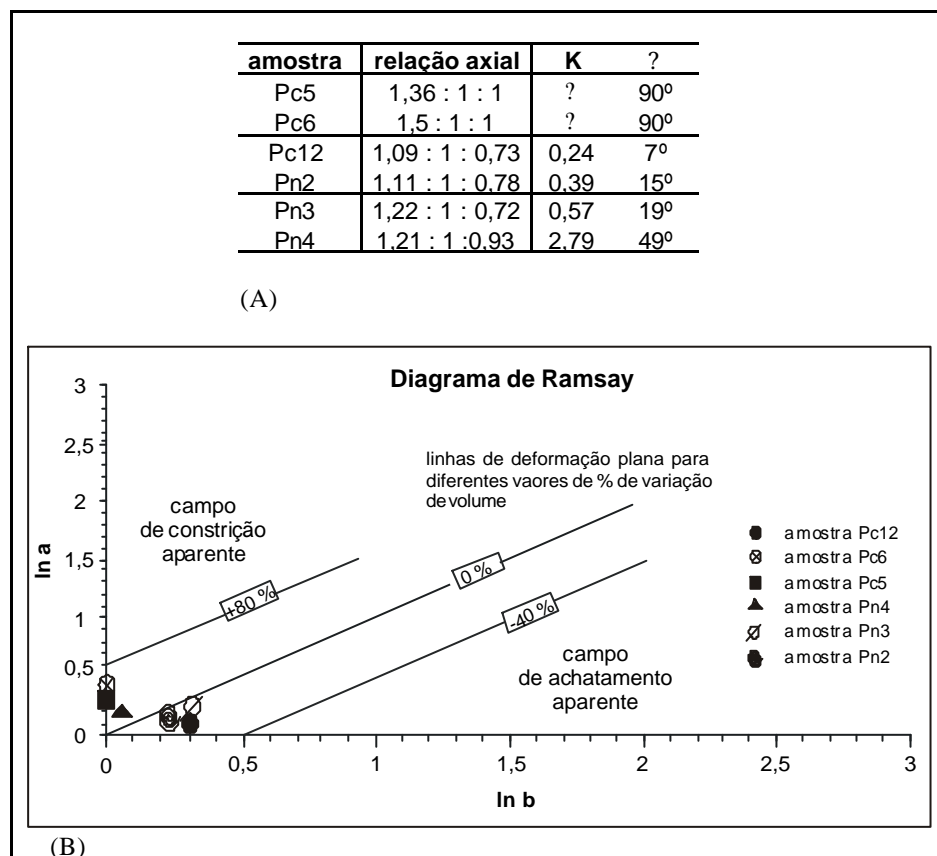 amostra relação axial K ?
Pc5 1,36 : 1 : 1 ? 90º
Pc6 1,5 : 1 : 1 ? 90º
Pc12 1,09 : 1 : 0,73 0,24 7º
Pn2 1,11 : 1 : 0,78 0,39 15º
Pn3 1,22 : 1 : 0,72 0,57 19º
Pn4 1,21 : 1 :0,93 2,79 49º
(A)
Diagrama de Ramsay
3
2,5
2
1,5
1
0,5
0
ln a
linhas de deformação plana para
diferentes vaores de % de variação
de volume
campo
de constrição
aparente
+80 %
0 %
-40 %
campo
de achatamento
aparente
amostra Pc12
amostra Pc6
amostra Pc5
amostra Pn4
amostra Pn3
amostra Pn2
0 0,5 1 1,5 2 2,5 3
ln b
(B)